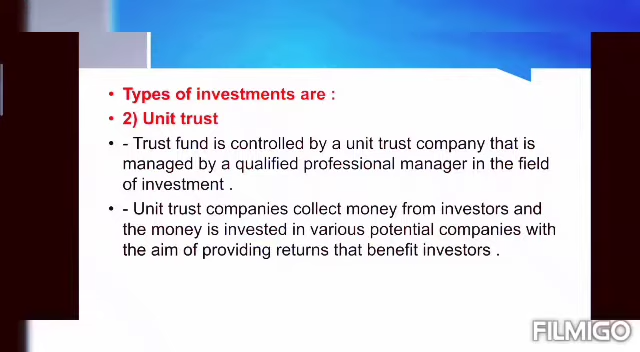 • Types of investments are :
• 2) Unit trust
• - Trust fund is controlled by a unit trust company that is
managed by a qualified professional manager in the field
of investment .
• - Unit trust companies collect money from investors and
the money is invested in various potential companies with
the aim of providing returns that benefit investors .
FILMIGO